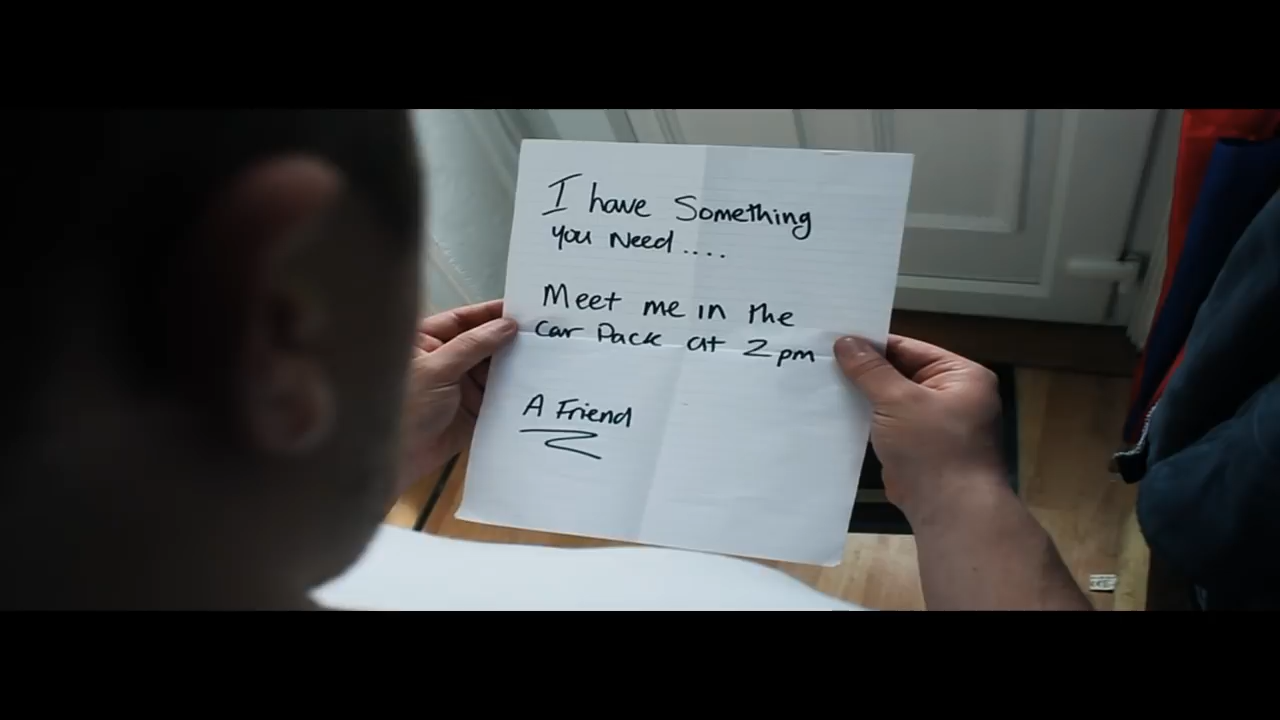 I have Something
you Need....
Meet me in the
Car Pack at 2pm
A Friend